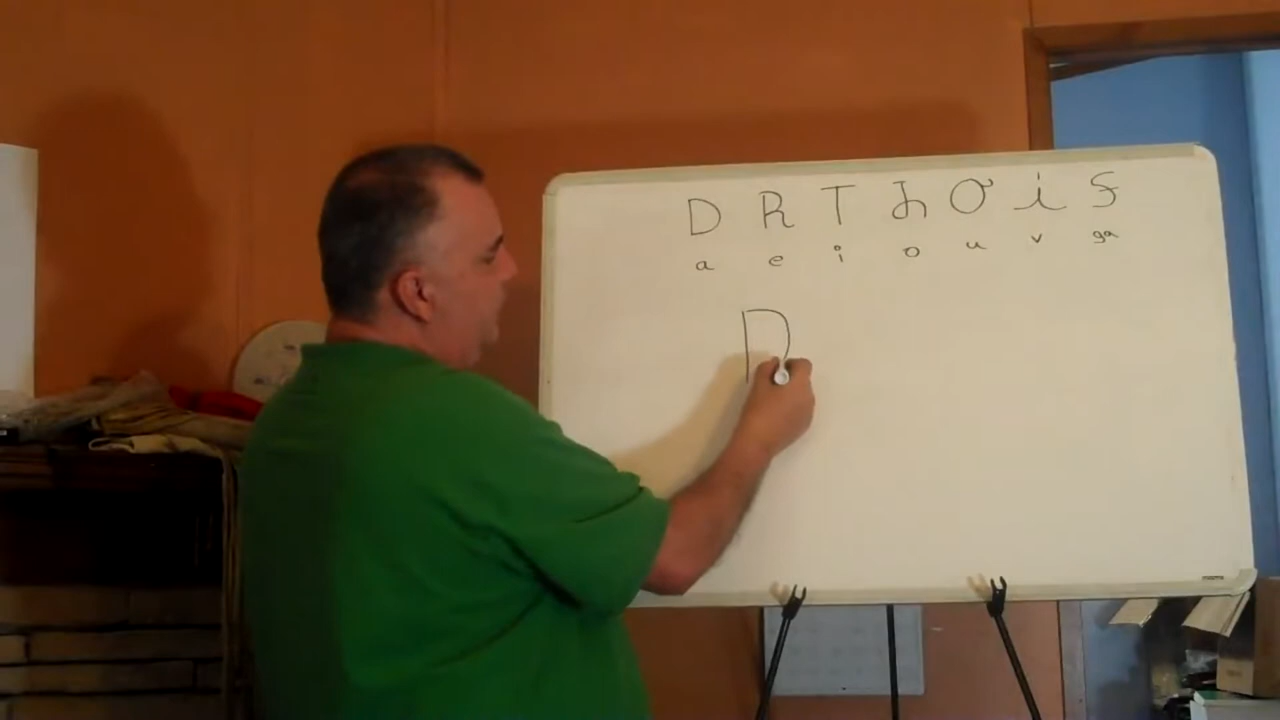 Ꭰ Ꭱ Ꭲ Ꭳ Ꭴ Ꭵ Ꭶ
a e i o u v ga
Ꭰ